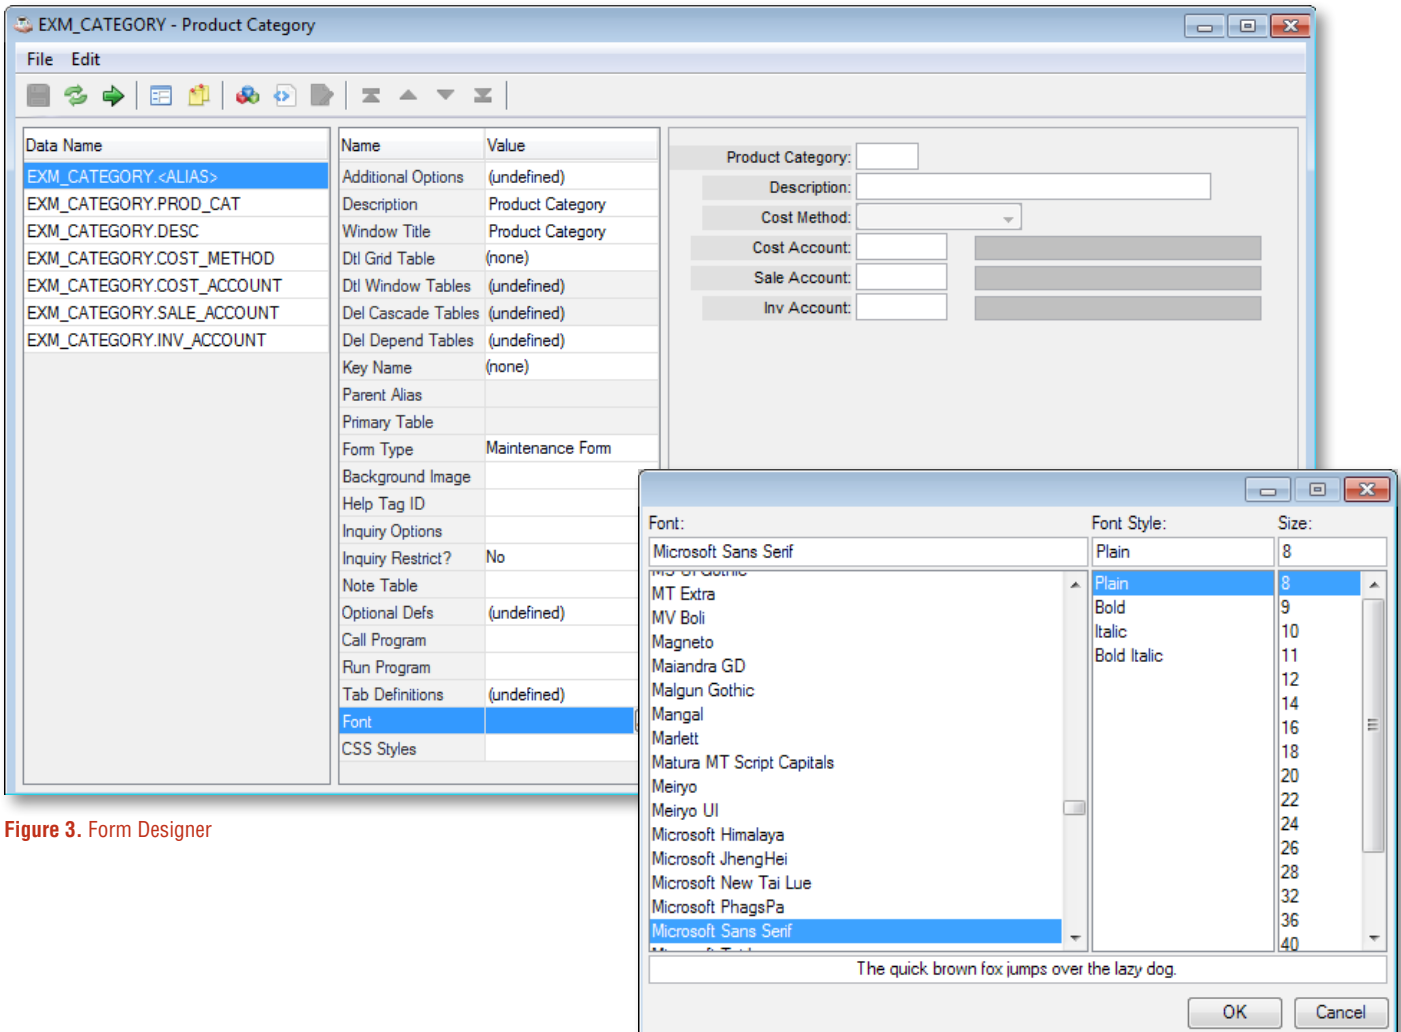 EXM_CATEGORY - Product Category
File Edit
Data Name
EXM_CATEGORY.<ALIAS>
EXM_CATEGORY.PROD_CAT
EXM_CATEGORY.DESC
EXM_CATEGORY.COST_METHOD
EXM_CATEGORY.COST_ACCOUNT
EXM_CATEGORY.SALE_ACCOUNT
EXM_CATEGORY.INV_ACCOUNT
Name Value
Additional Options (undefined)
Description Product Category
Window Title Product Category
Dtl Grid Table (none)
Dtl Window Tables (undefined)
Del Cascade Tables (undefined)
Del Depend Tables (undefined)
Key Name (none)
Parent Alias
Primary Table
Form Type Maintenance Form
Background Image
Help Tag ID
Inquiry Options
Inquiry Restrict? No
Note Table
Optional Defs (undefined)
Call Program
Run Program
Tab Definitions (undefined)
Font
CSS Styles
Product Category:
Description:
Cost Method:
Cost Account:
Sale Account:
Inv Account:
Font: Font Style: Size:
Microsoft Sans Serif Plain 8
MS UI Gothic
MT Extra
MV Boli
Magneto
Maiandra GD
Malgun Gothic
Mangal
Marlett
Matura MT Script Capitals
Meiryo
Meiryo UI
Microsoft Himalaya
Microsoft JhengHei
Microsoft New Tai Lue
Microsoft PhagsPa
Microsoft Sans Serif
Plain
Bold
Italic
Bold Italic
8
9
10
11
12
14
16
18
20
22
24
26
28
32
36
40
The quick brown fox jumps over the lazy dog.
OK Cancel
Figure 3. Form Designer